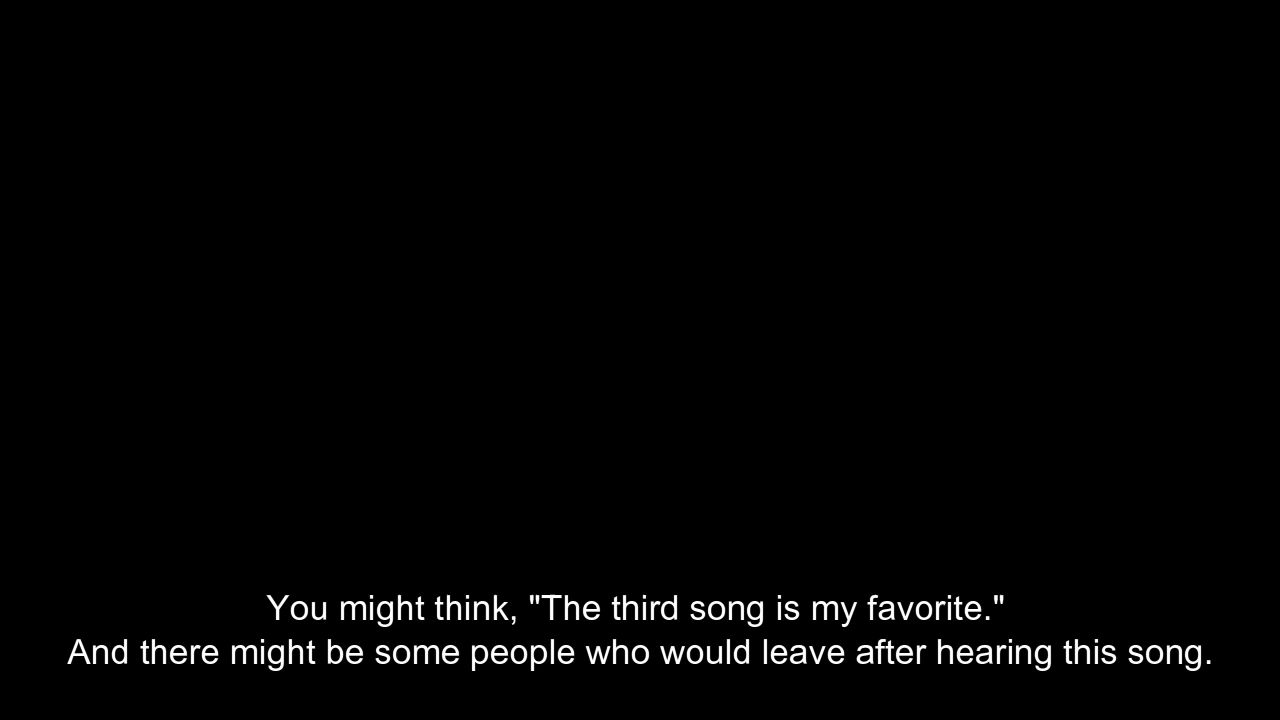 You might think, "The third song is my favorite."
And there might be some people who would leave after hearing this song.